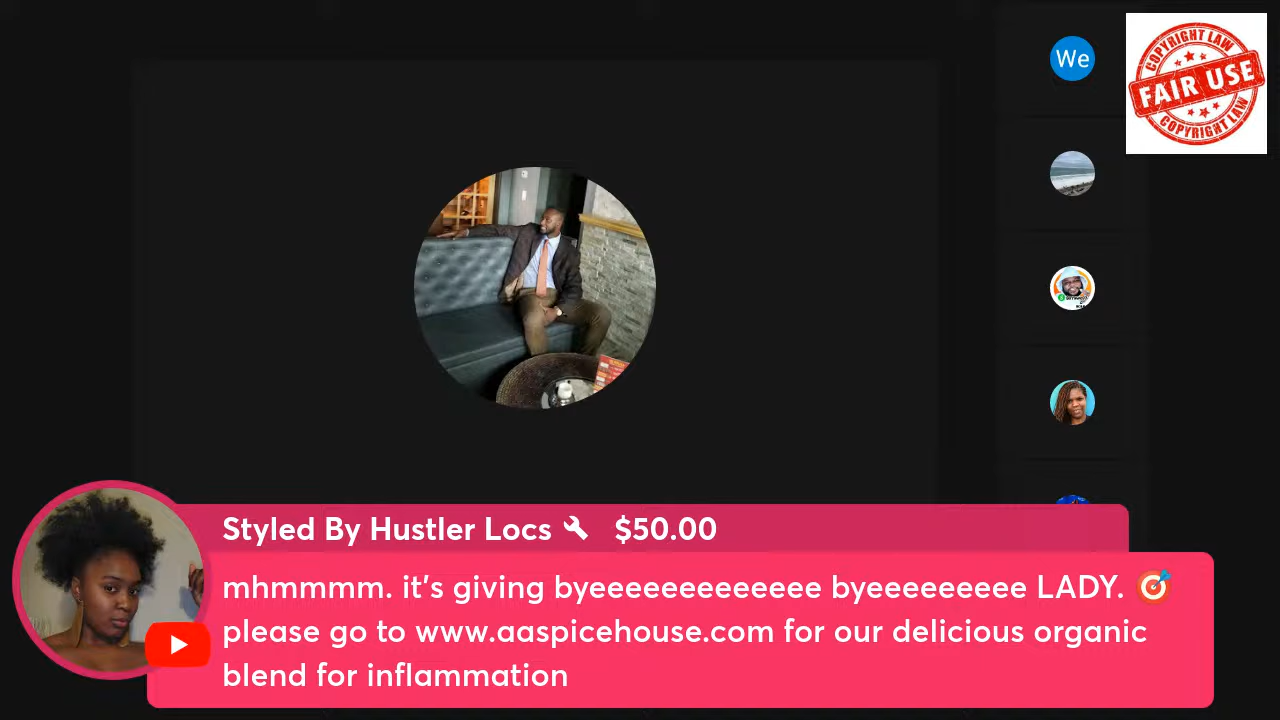 We
COPYRIGHT LAW
FAIR USE
COPYRIGHT LAW
Styled By Hustler Locs 🔧 $50.00
mhmmmm. it's giving byeeeeeeeeeeeee byeeeeeeeee LADY. 🎯
please go to www.aaspicehouse.com for our delicious organic
blend for inflammation